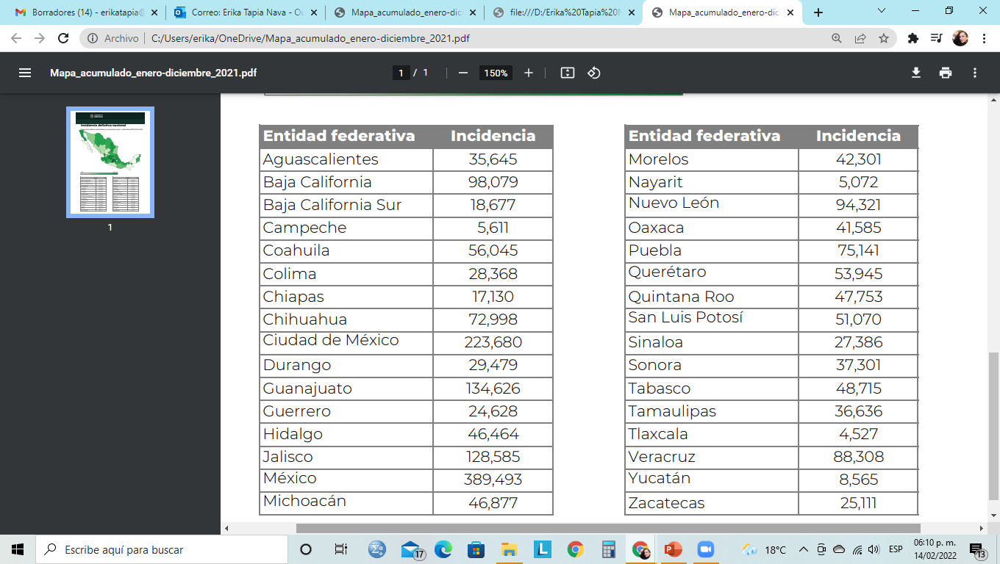 Borradores (14) - erikatapia@
Correo: Erika Tapia Nava - Ou
Mapa_acumulado_enero-dic
file:///D:/Erika%20Tapia%20N
Mapa_acumulado_enero-dic
Archivo C:/Users/erika/OneDrive/Mapa_acumulado_enero-diciembre_2021.pdf
Mapa_acumulado_enero-diciembre_2021.pdf 1 / 1 150%
Incidencia delictiva nacional
1
Entidad federativa Incidencia
Aguascalientes 35,645
Baja California 98,079
Baja California Sur 18,677
Campeche 5,611
Coahuila 56,045
Colima 28,368
Chiapas 17,130
Chihuahua 72,998
Ciudad de México 223,680
Durango 29,479
Guanajuato 134,626
Guerrero 24,628
Hidalgo 46,464
Jalisco 128,585
México 389,493
Michoacán 46,877
Entidad federativa Incidencia
Morelos 42,301
Nayarit 5,072
Nuevo León 94,321
Oaxaca 41,585
Puebla 75,141
Querétaro 53,945
Quintana Roo 47,753
San Luis Potosí 51,070
Sinaloa 27,386
Sonora 37,301
Tabasco 48,715
Tamaulipas 36,636
Tlaxcala 4,527
Veracruz 88,308
Yucatán 8,565
Zacatecas 25,111
Escribe aquí para buscar
17
L
18°C
ESP
06:10 p. m.
14/02/2022
13